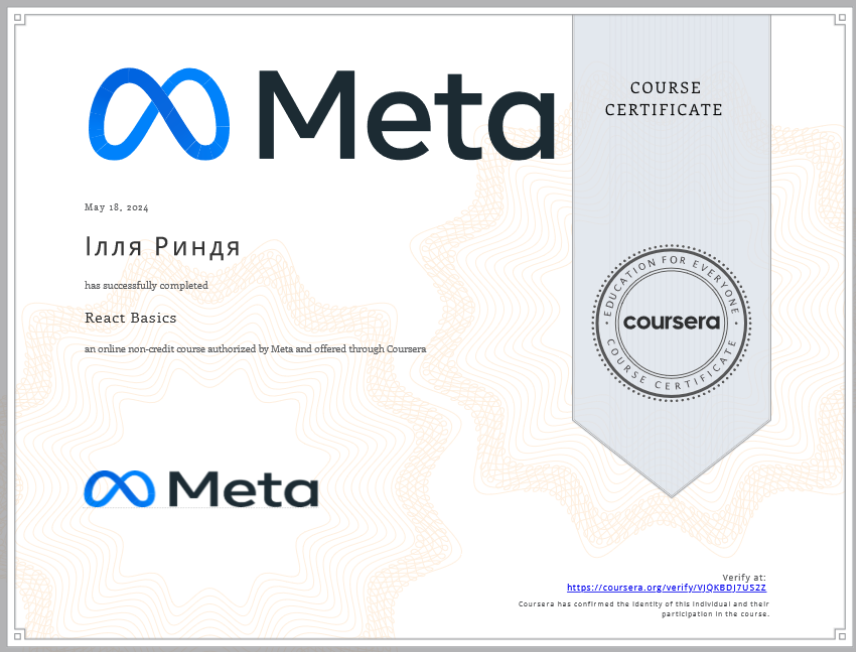 Meta
COURSE
CERTIFICATE
May 18, 2024
Ілля Риндя
has successfully completed
React Basics
an online non-credit course authorized by Meta and offered through Coursera
EDUCATION FOR EVERYONE
coursera
COURSE CERTIFICATE
Meta
Verify at:
https://coursera.org/verify/VJQKBDJ7US2Z
Coursera has confirmed the identity of this individual and their
participation in the course.